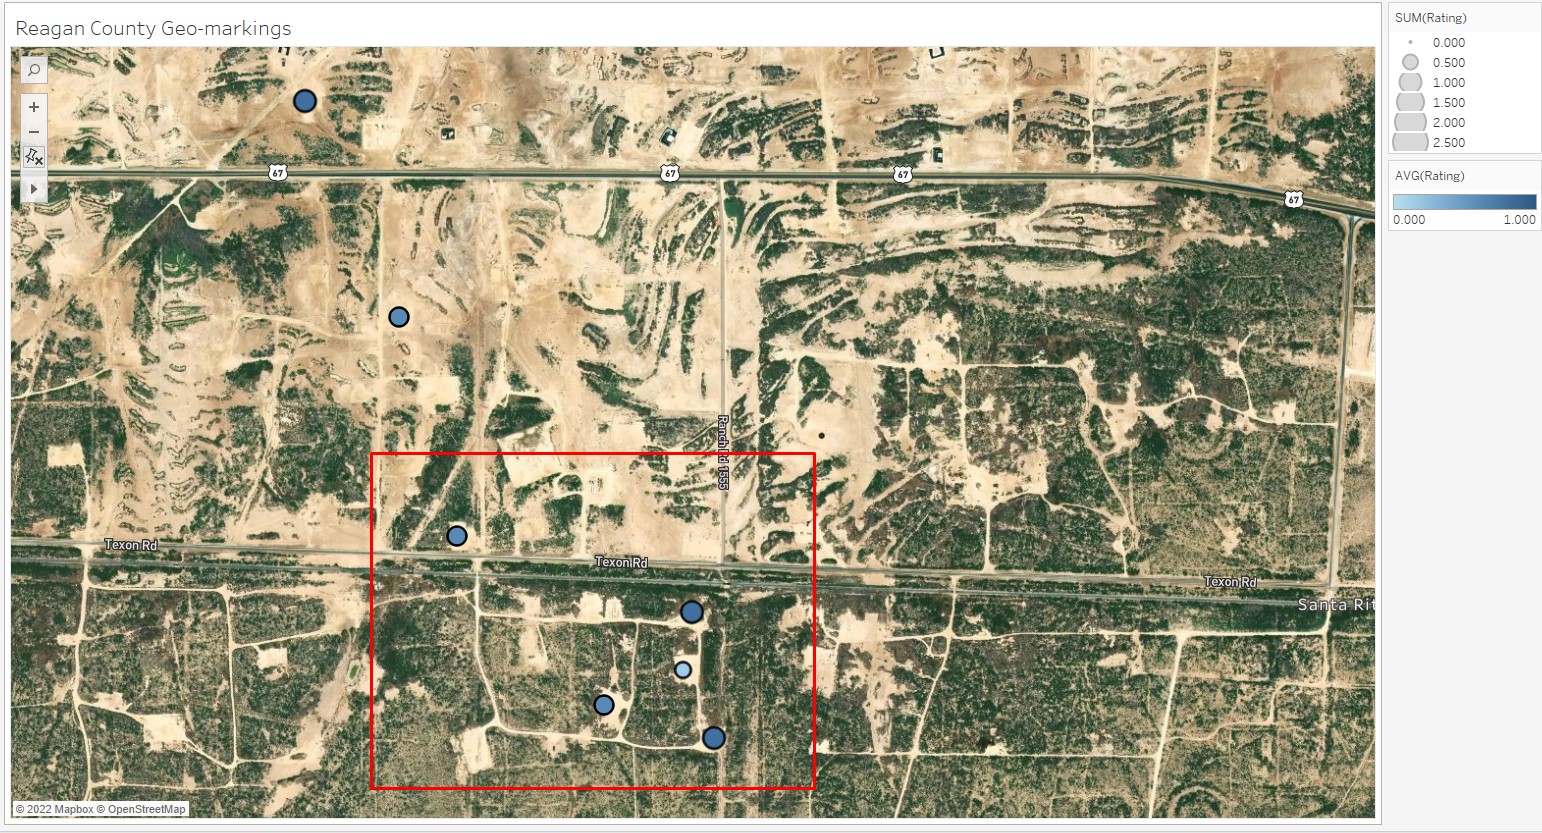 Reagan County Geo-markings
SUM(Rating)
0.000
0.500
1.000
1.500
2.000
2.500
AVG(Rating)
0.000 1.000
67
67
67
67
Ranch Rd 1555
Texon Rd
Texon Rd
Texon Rd
Santa Rit
© 2022 Mapbox © OpenStreetMap